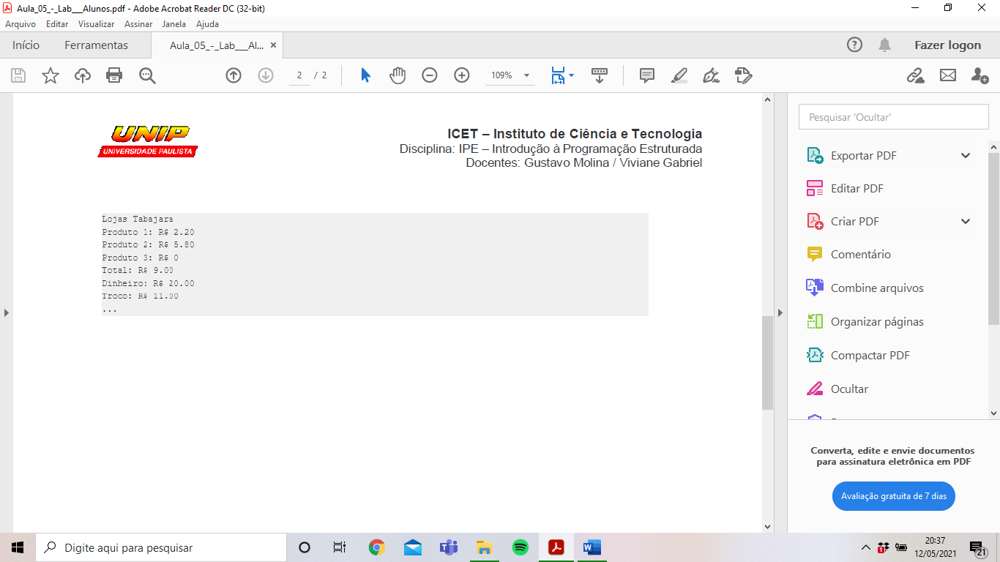 Aula_05_-_Lab___Alunos.pdf - Adobe Acrobat Reader DC (32-bit)
Arquivo Editar Visualizar Assinar Janela Ajuda
Início Ferramentas Aula_05_-_Lab___Al... Fazer logon
2 / 2 109%
UNIP
UNIVERSIDADE PAULISTA
ICET – Instituto de Ciência e Tecnologia
Disciplina: IPE – Introdução à Programação Estruturada
Docentes: Gustavo Molina / Viviane Gabriel
Lojas Tabajara
Produto 1: R$ 2.20
Produto 2: R$ 5.80
Produto 3: R$ 0
Total: R$ 9.00
Dinheiro: R$ 20.00
Troco: R$ 11.00
...
Pesquisar 'Ocultar'
Exportar PDF
Editar PDF
Criar PDF
Comentário
Combine arquivos
Organizar páginas
Compactar PDF
Ocultar
Converta, edite e envie documentos
para assinatura eletrônica em PDF
Avaliação gratuita de 7 dias
Digite aqui para pesquisar
20:37
12/05/2021
21